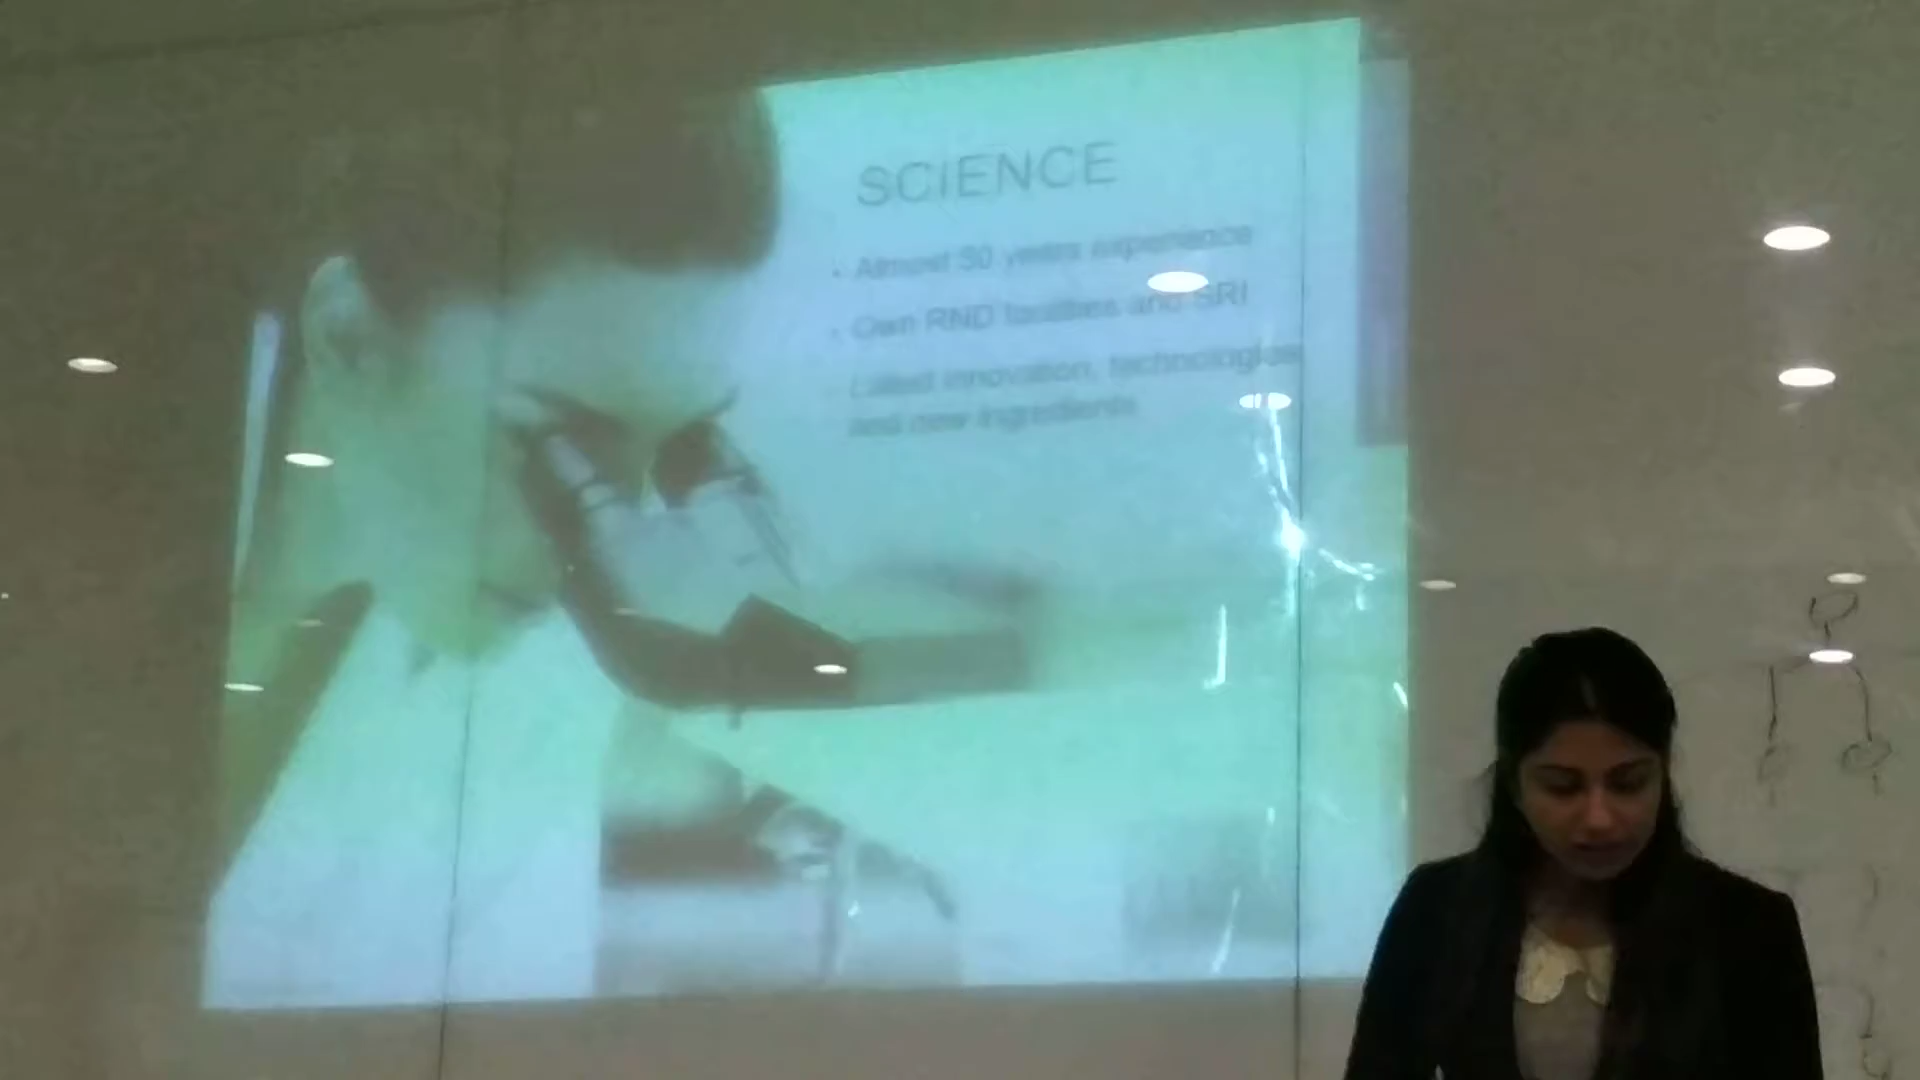 SCIENCE
• Almost 50 years experience
• Own RND facilities and SRI
Latest innovation, technologies
and new ingredients